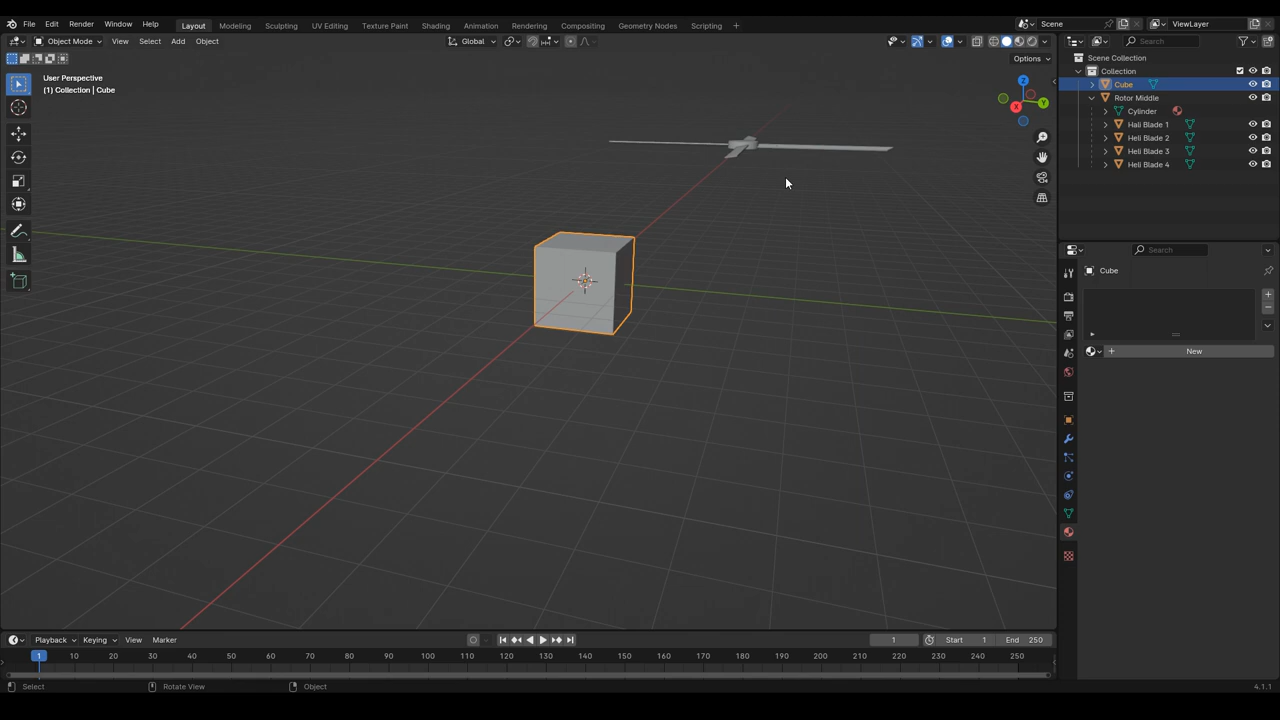 File Edit Render Window Help Layout Modeling Sculpting UV Editing Texture Paint Shading Animation Rendering Compositing Geometry Nodes Scripting + Scene ViewLayer
Object Mode View Select Add Object Global Search
Options
User Perspective
(1) Collection | Cube
Z
Y
X
Scene Collection
Collection
Cube
Rotor Middle
Cylinder
Hali Blade 1
Heli Blade 2
Heli Blade 3
Heli Blade 4
Search
Cube
New
Playback Keying View Marker 1 Start 1 End 250
1 10 20 30 40 50 60 70 80 90 100 110 120 130 140 150 160 170 180 190 200 210 220 230 240 250
Select Rotate View Object 4.1.1